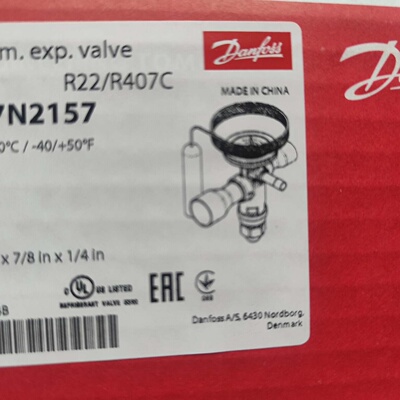 m. exp. valve
Danfoss
R22/R407C
MADE IN CHINA
7N2157
0°C / -40/+50°F
x 7/8 in x 1/4 in
UL US LISTED
REFRIGERANT VALVE
EAC
Danfoss A/S, 6430 Nordborg,
Denmark